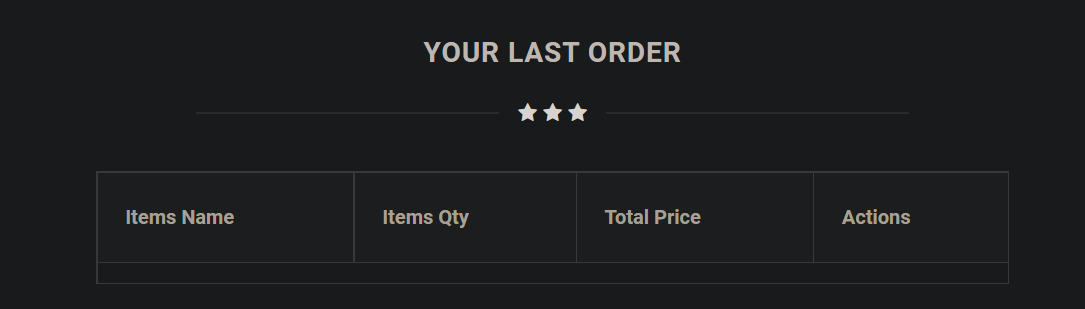 YOUR LAST ORDER
Items Name Items Qty Total Price Actions